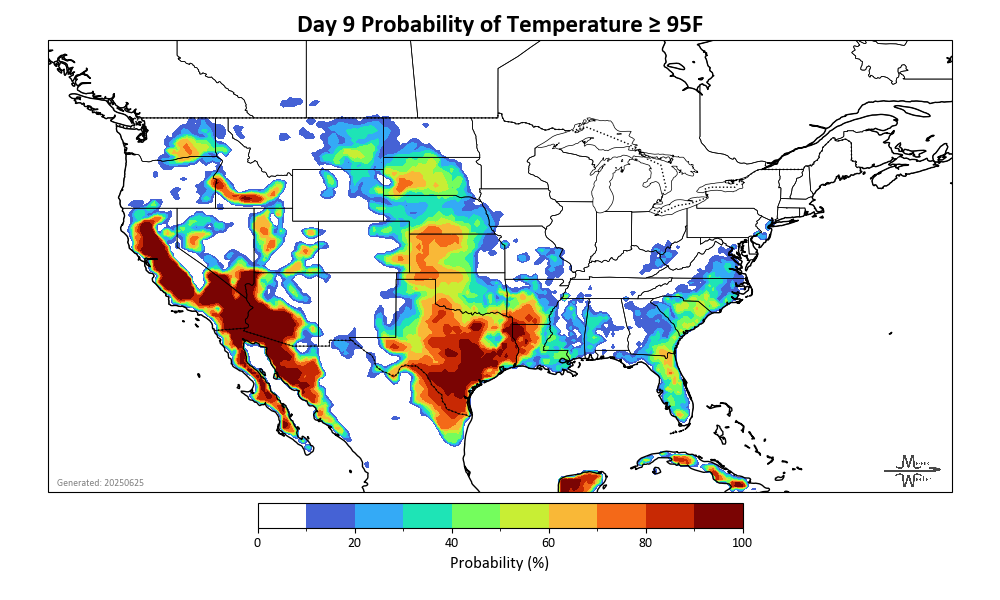 Day 9 Probability of Temperature ≥ 95F
Generated: 20250625
0 20 40 60 80 100
Probability (%)